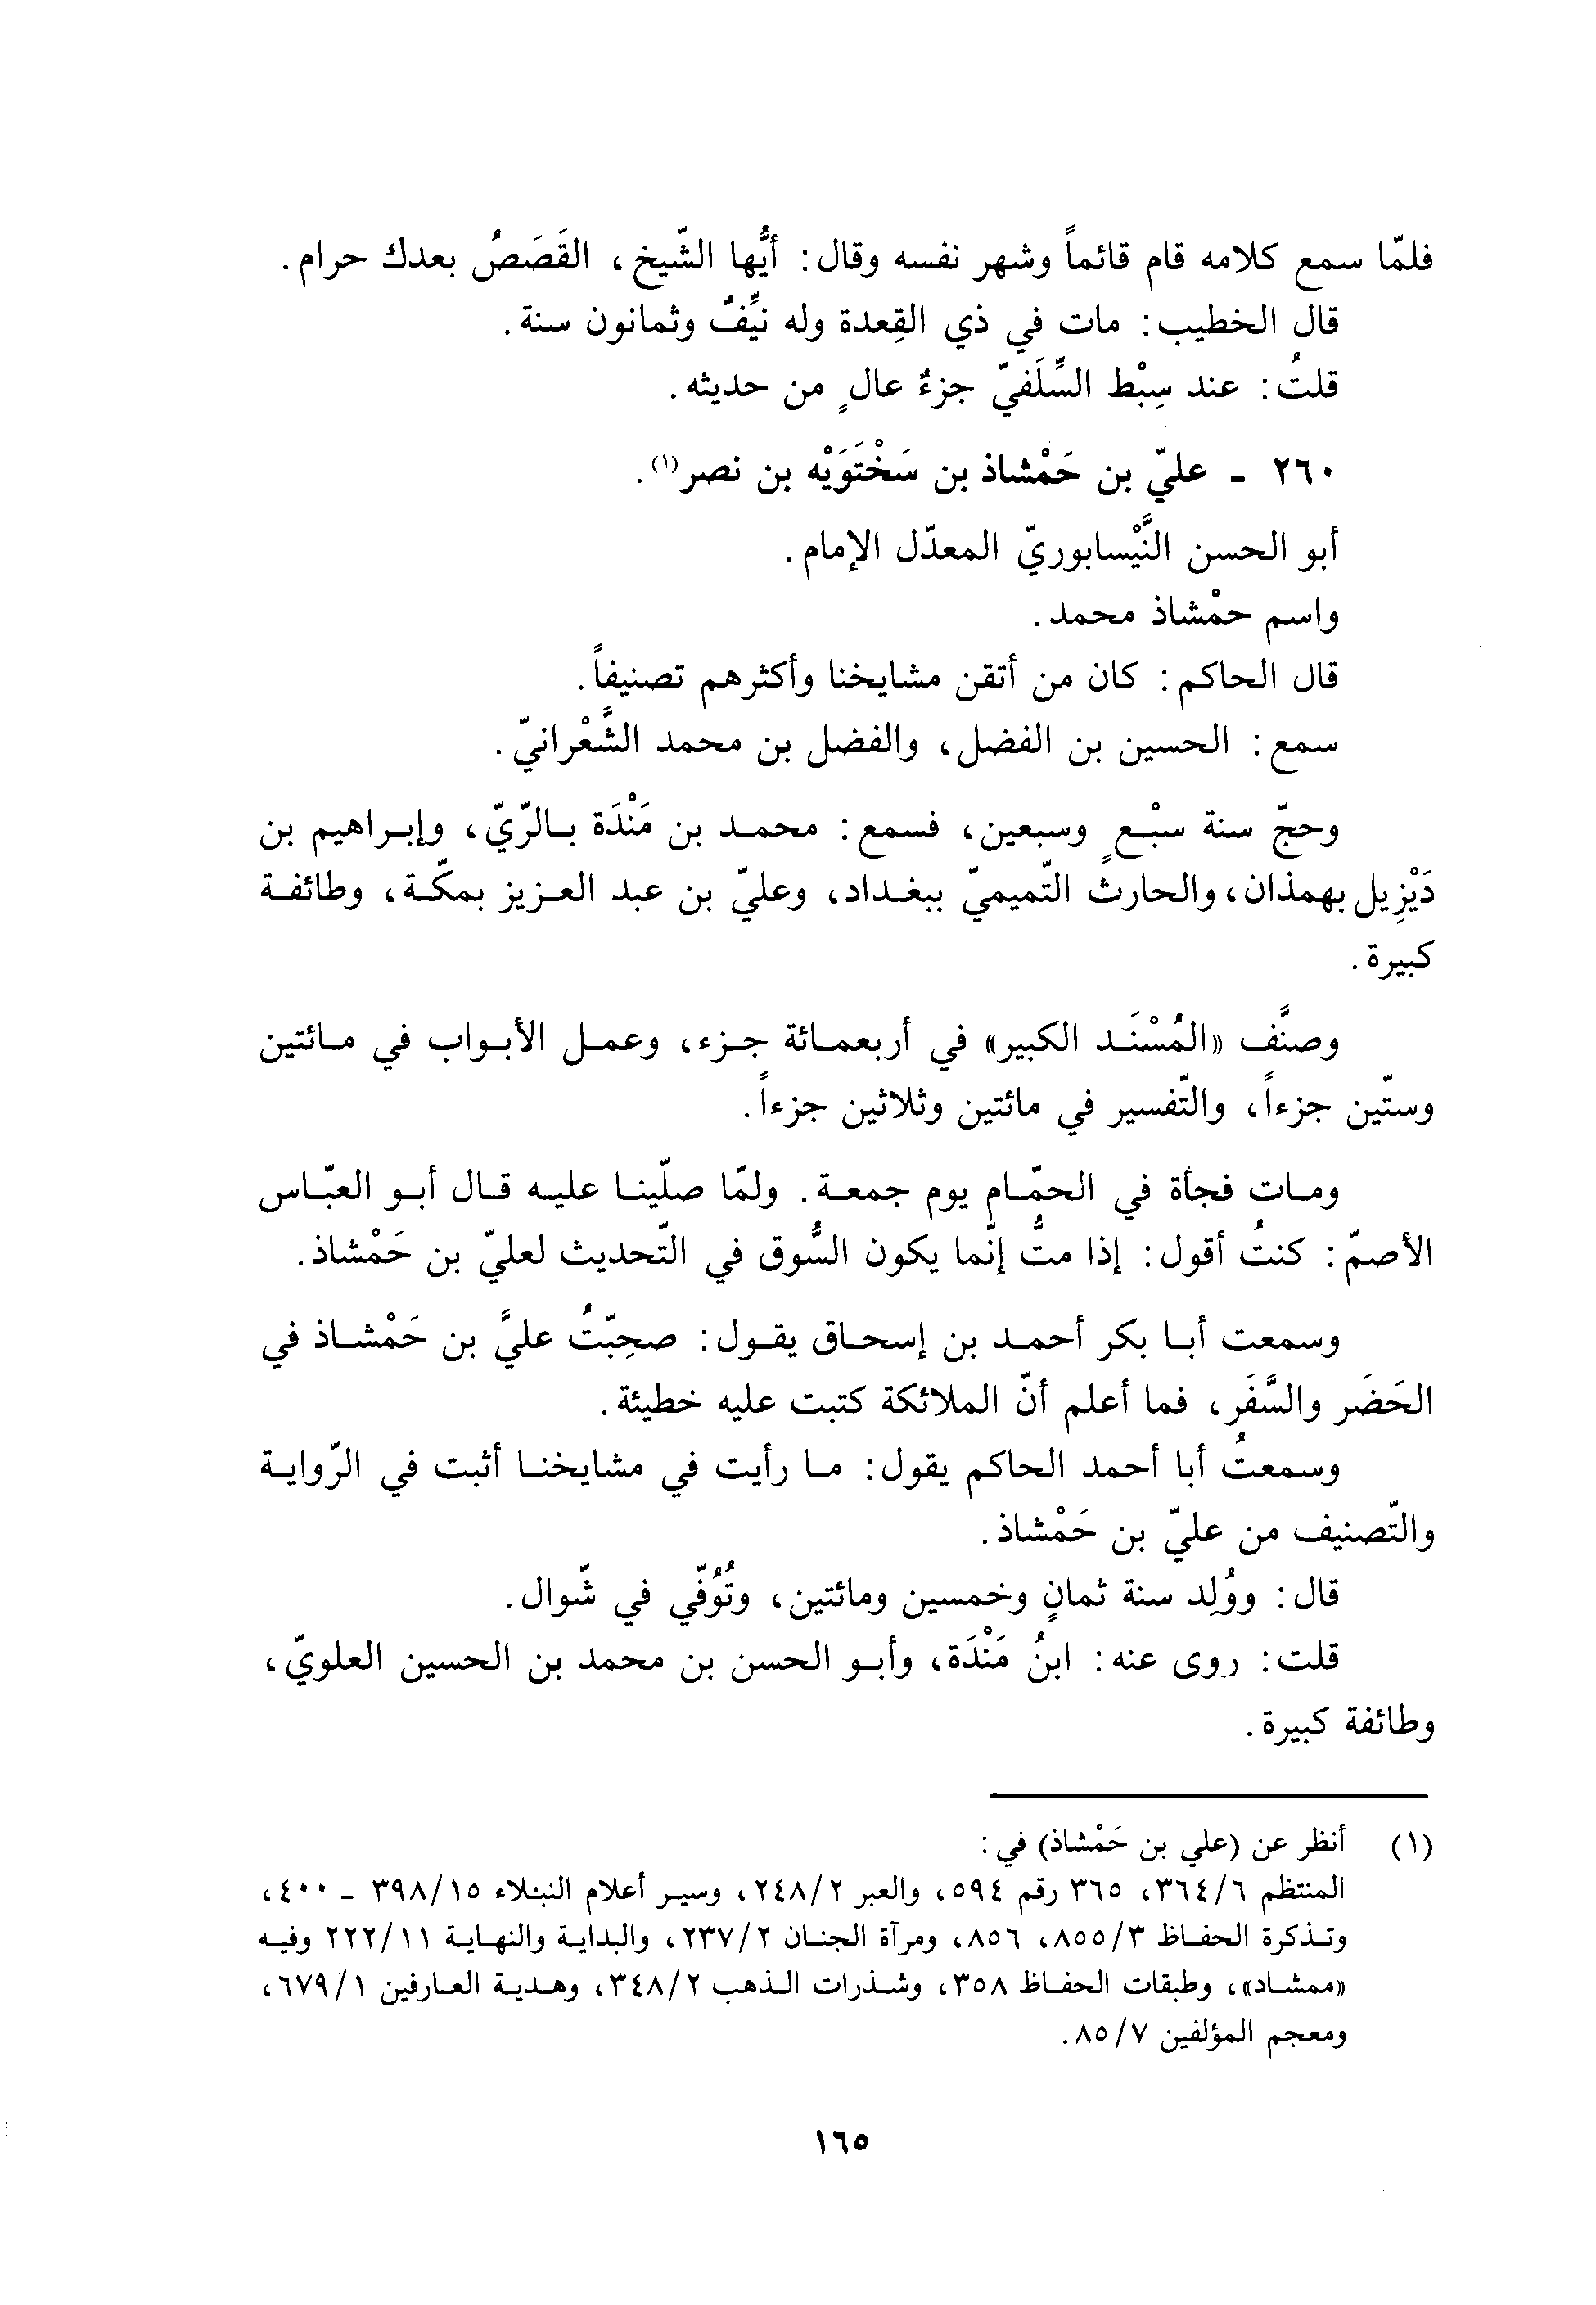 فلمّا سمع كلامه قام قائماً وشهر نفسه وقال: أيُّها الشّيخ، القَصَصُ بعدك حرام.
قال الخطيب: مات في ذي القِعدة وله نيِّفٌ وثمانون سنة.
قلتُ: عند سِبْط السِّلَفيّ جزءٌ عالٍ من حديثه.
٢٦٠ - عليّ بن حَمْشاذ بن سَخْتَوَيْه بن نصر(١).
أبو الحسن النَّيْسابوريّ المعدّل الإمام.
واسم حمْشاذ محمد.
قال الحاكم: كان من أتقن مشايخنا وأكثرهم تصنيفاً.
سمع: الحسين بن الفضل، والفضل بن محمد الشَّعْرانيّ.
وحجّ سنة سبْعٍ وسبعين، فسمع: محمد بن مَنْدَة بالرّيّ، وإبراهيم بن
دَيْزِيل بهمذان، والحارث التّميميّ ببغداد، وعليّ بن عبد العزيز بمكّة، وطائفة
كبيرة.
وصنَّف «المُسْنَد الكبير» في أربعمائة جزء، وعمل الأبواب في مائتين
وستّين جزءاً، والتّفسير في مائتين وثلاثين جزءاً.
ومات فجأة في الحمّام يوم جمعة. ولمّا صلّينا عليه قال أبو العبّاس
الأصمّ: كنتُ أقول: إذا متُّ إنّما يكون السُّوق في التّحديث لعليّ بن حَمْشاذ.
وسمعت أبا بكر أحمد بن إسحاق يقول: صحِبّتُ عليَّ بن حَمْشاذ في
الحَضَر والسَّفَر، فما أعلم أنّ الملائكة كتبت عليه خطيئة.
وسمعتُ أبا أحمد الحاكم يقول: ما رأيت في مشايخنا أثبت في الرّواية
والتّصنيف من عليّ بن حَمْشاذ.
قال: ووُلِد سنة ثمانٍ وخمسين ومائتين، وتُوُفّي في شّوال.
قلت: روى عنه: ابنُ مَنْدَة، وأبو الحسن بن محمد بن الحسين العلويّ،
وطائفة كبيرة.
(١) أنظر عن (علي بن حَمْشاذ) في:
المنتظم ٣٦٤/٦، ٣٦٥ رقم ٥٩٤، والعبر ٢٤٨/٢، وسير أعلام النبلاء ٣٩٨/١٥ - ٤٠٠،
وتذكرة الحفاظ ٨٥٥/٣، ٨٥٦، ومرآة الجنان ٢٣٧/٢، والبداية والنهاية ٢٢٢/١١ وفيه
«ممشاد»، وطبقات الحفاظ ٣٥٨، وشذرات الذهب ٣٤٨/٢، وهدية العارفين ٦٧٩/١،
ومعجم المؤلفين ٨٥/٧.
١٦٥